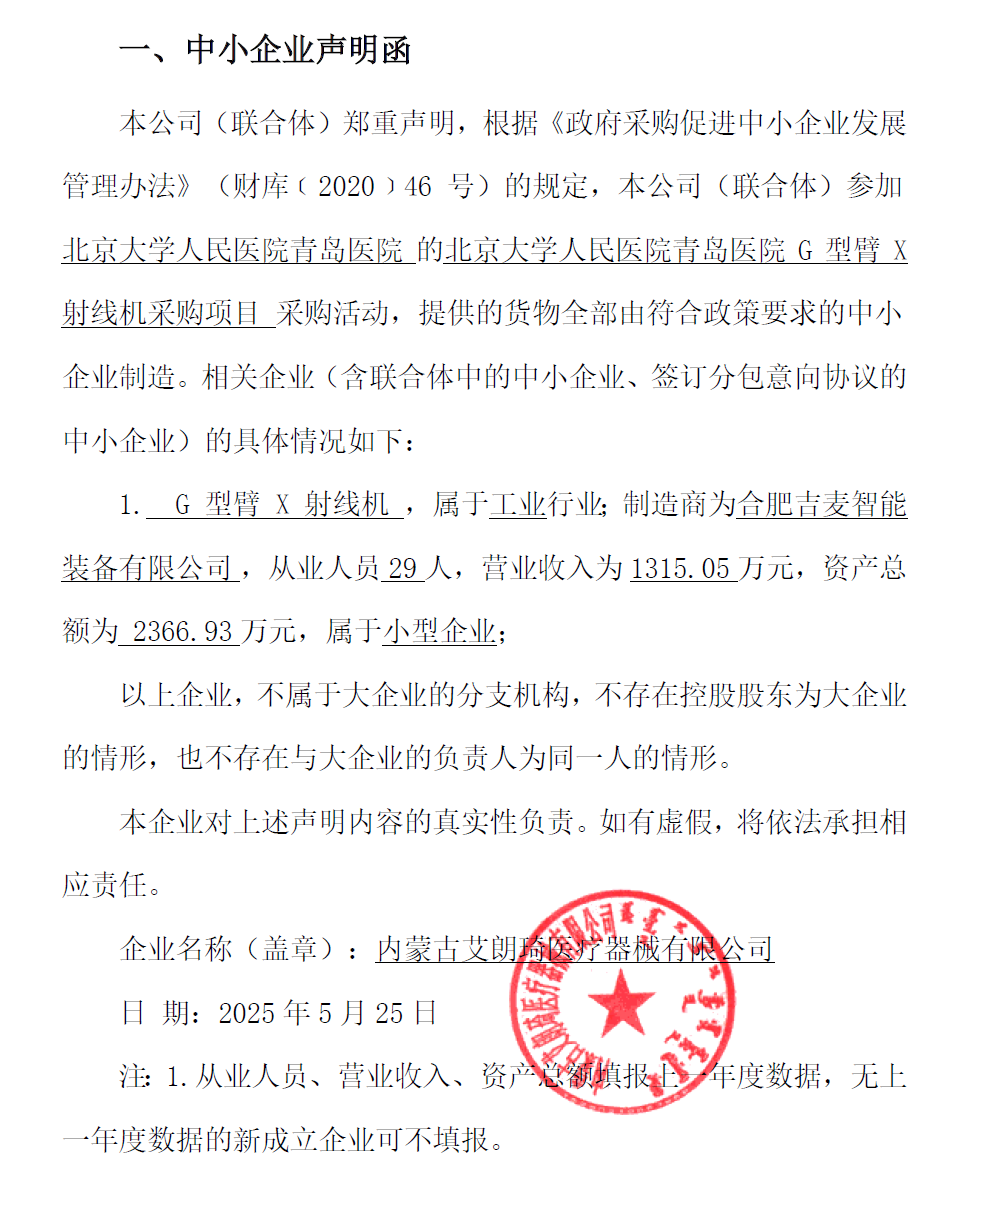 一、中小企业声明函
本公司（联合体）郑重声明，根据《政府采购促进中小企业发展
管理办法》（财库﹝2020﹞46 号）的规定，本公司（联合体）参加
北京大学人民医院青岛医院 的北京大学人民医院青岛医院 G 型臂 X
射线机采购项目 采购活动，提供的货物全部由符合政策要求的中小
企业制造。相关企业（含联合体中的中小企业、签订分包意向协议的
中小企业）的具体情况如下：
1. G 型臂 X 射线机 ，属于工业行业；制造商为合肥吉麦智能
装备有限公司，从业人员 29 人，营业收入为 1315.05 万元，资产总
额为 2366.93 万元，属于小型企业；
以上企业，不属于大企业的分支机构，不存在控股股东为大企业
的情形，也不存在与大企业的负责人为同一人的情形。
本企业对上述声明内容的真实性负责。如有虚假，将依法承担相
应责任。
企业名称（盖章）：内蒙古艾朗琦医疗器械有限公司
日 期：2025 年 5 月 25 日
注：1.从业人员、营业收入、资产总额填报上一年度数据，无上
一年度数据的新成立企业可不填报。
内蒙古艾朗琦医疗器械有限公司